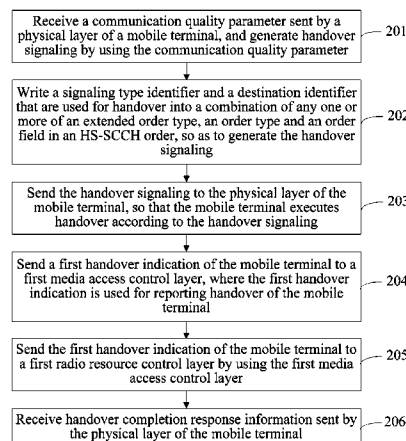 Receive a communication quality parameter sent by a
physical layer of a mobile terminal, and generate handover
signaling by using the communication quality parameter
201
Write a signaling type identifier and a destination identifier
that are used for handover into a combination of any one or
more of an extended order type, an order type and an order
field in an HS-SCCH order, so as to generate the handover
signaling
202
Send the handover signaling to the physical layer of the
mobile terminal, so that the mobile terminal executes
handover according to the handover signaling
203
Send a first handover indication of the mobile terminal to a
first media access control layer, where the first handover
indication is used for reporting handover of the mobile
terminal
204
Send the first handover indication of the mobile terminal to
a first radio resource control layer by using the first media
access control layer
205
Receive handover completion response information sent by
the physical layer of the mobile terminal
206